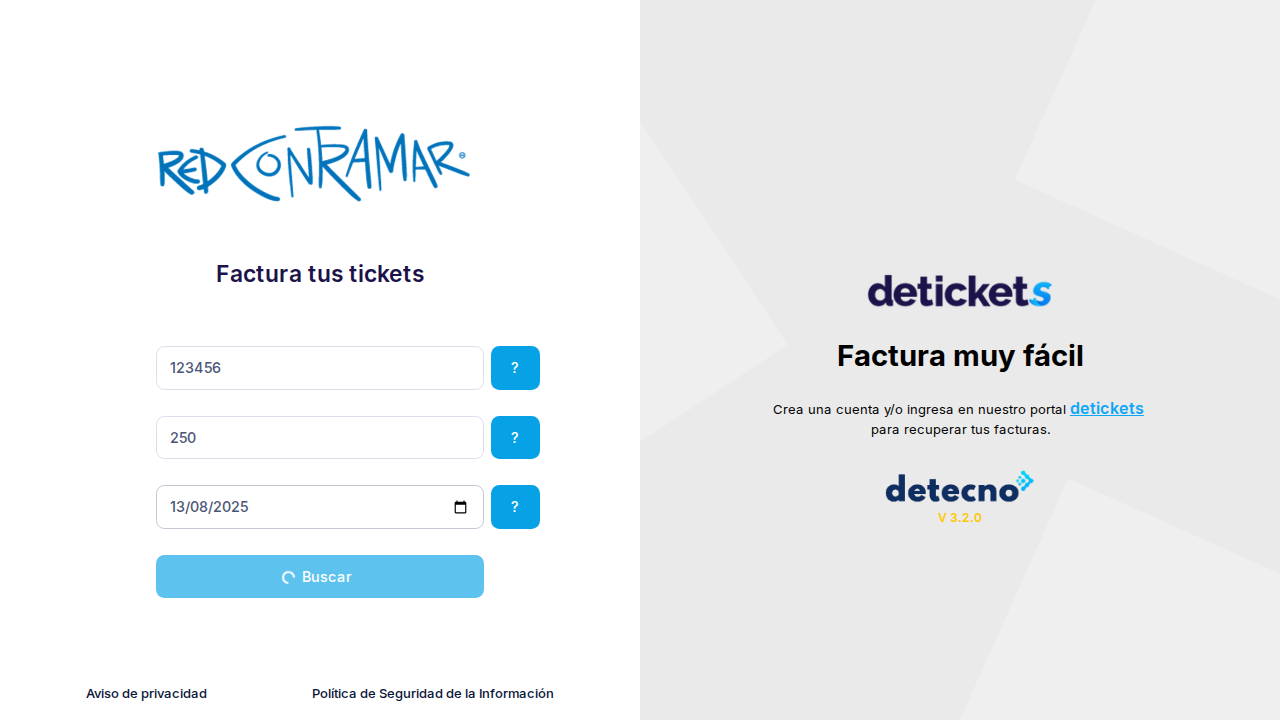 RED CONTRAMAR®
Factura tus tickets
123456
?
250
?
13/08/2025
?
Buscar
Aviso de privacidad
Política de Seguridad de la Información
detickets
Factura muy fácil
Crea una cuenta y/o ingresa en nuestro portal detickets
para recuperar tus facturas.
detecno
V 3.2.0